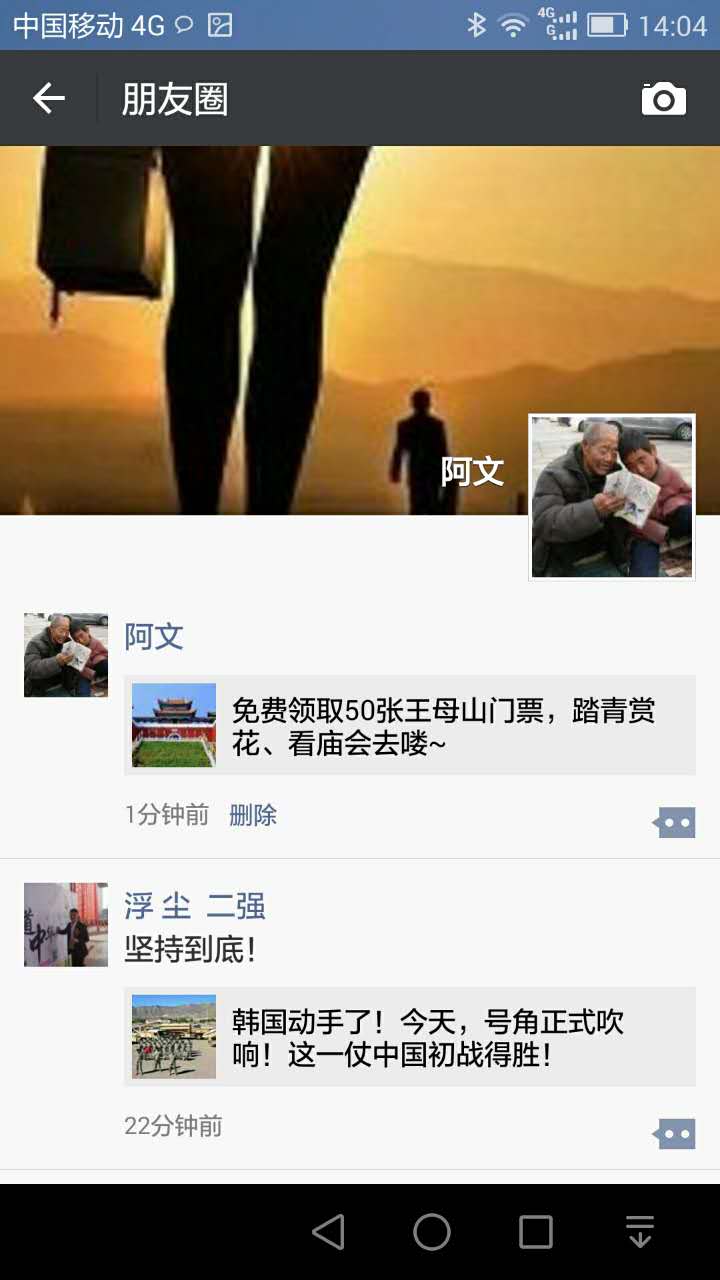 中国移动 4G 4G G 14:04
朋友圈
阿文
阿文
免费领取50张王母山门票，踏青赏
花、看庙会去喽~
1分钟前 删除
浮 尘 二强
坚持到底！
韩国动手了！今天，号角正式吹
响！这一仗中国初战得胜！
22分钟前